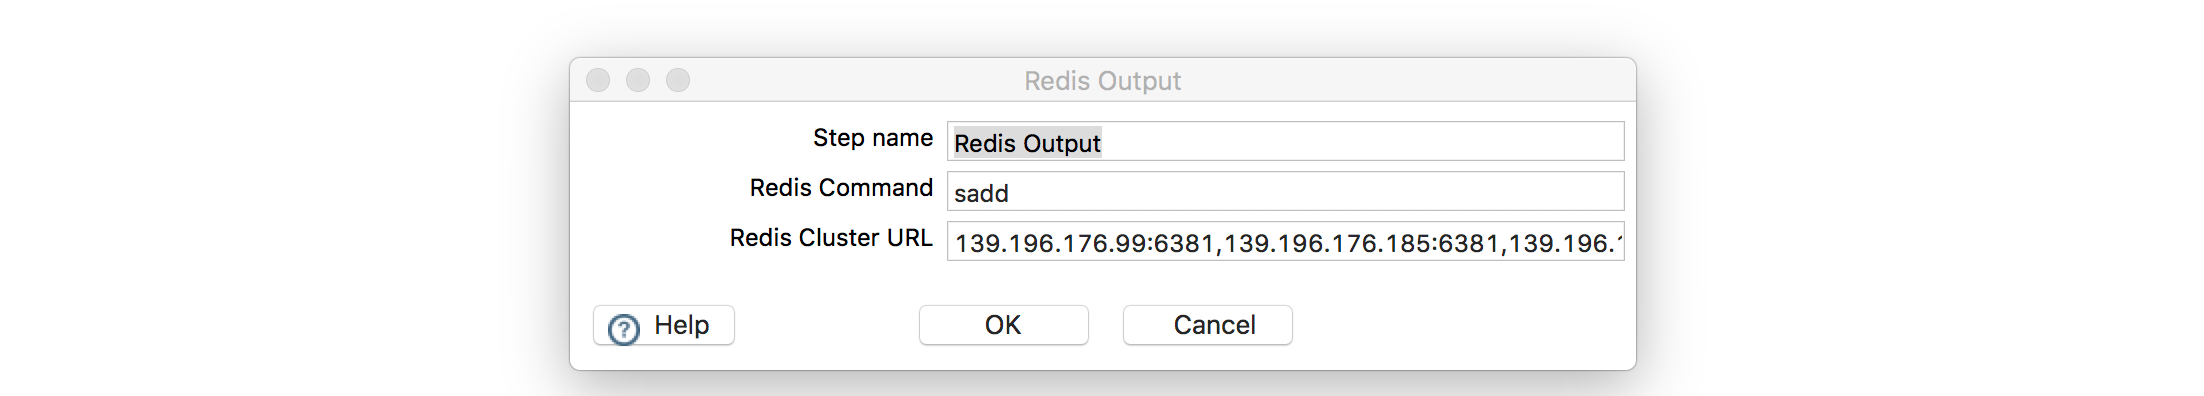 Redis Output
Step name Redis Output
Redis Command sadd
Redis Cluster URL 139.196.176.99:6381,139.196.176.185:6381,139.196.
Help OK Cancel